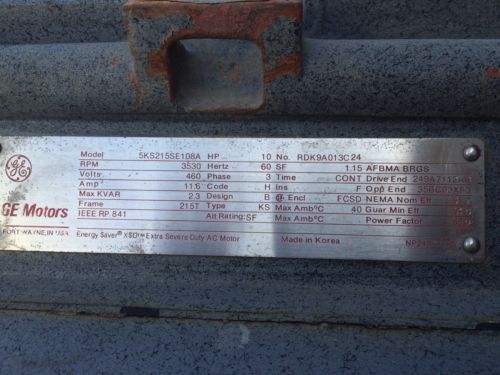 GE
GE Motors
FORT WAYNE, IN USA
Model 5KS215SE108A HP 10 No. RDK9A013C24
RPM 3530 Hertz 60 SF 1.15 AFBMA BRGS
Volts 460 Phase 3 Time CONT Drive End
Amp 11.6 Code H Ins F Opp End
Max KVAR 2.3 Design B Encl FCSD NEMA Nom Eff
Frame 215T Type KS Max Amb°C 40 Guar Min Eff
IEEE RP 841 Alt Rating: SF Max Amb°C Power Factor
Energy $aver® X$D™ Extra Severe Duty AC Motor Made in Korea